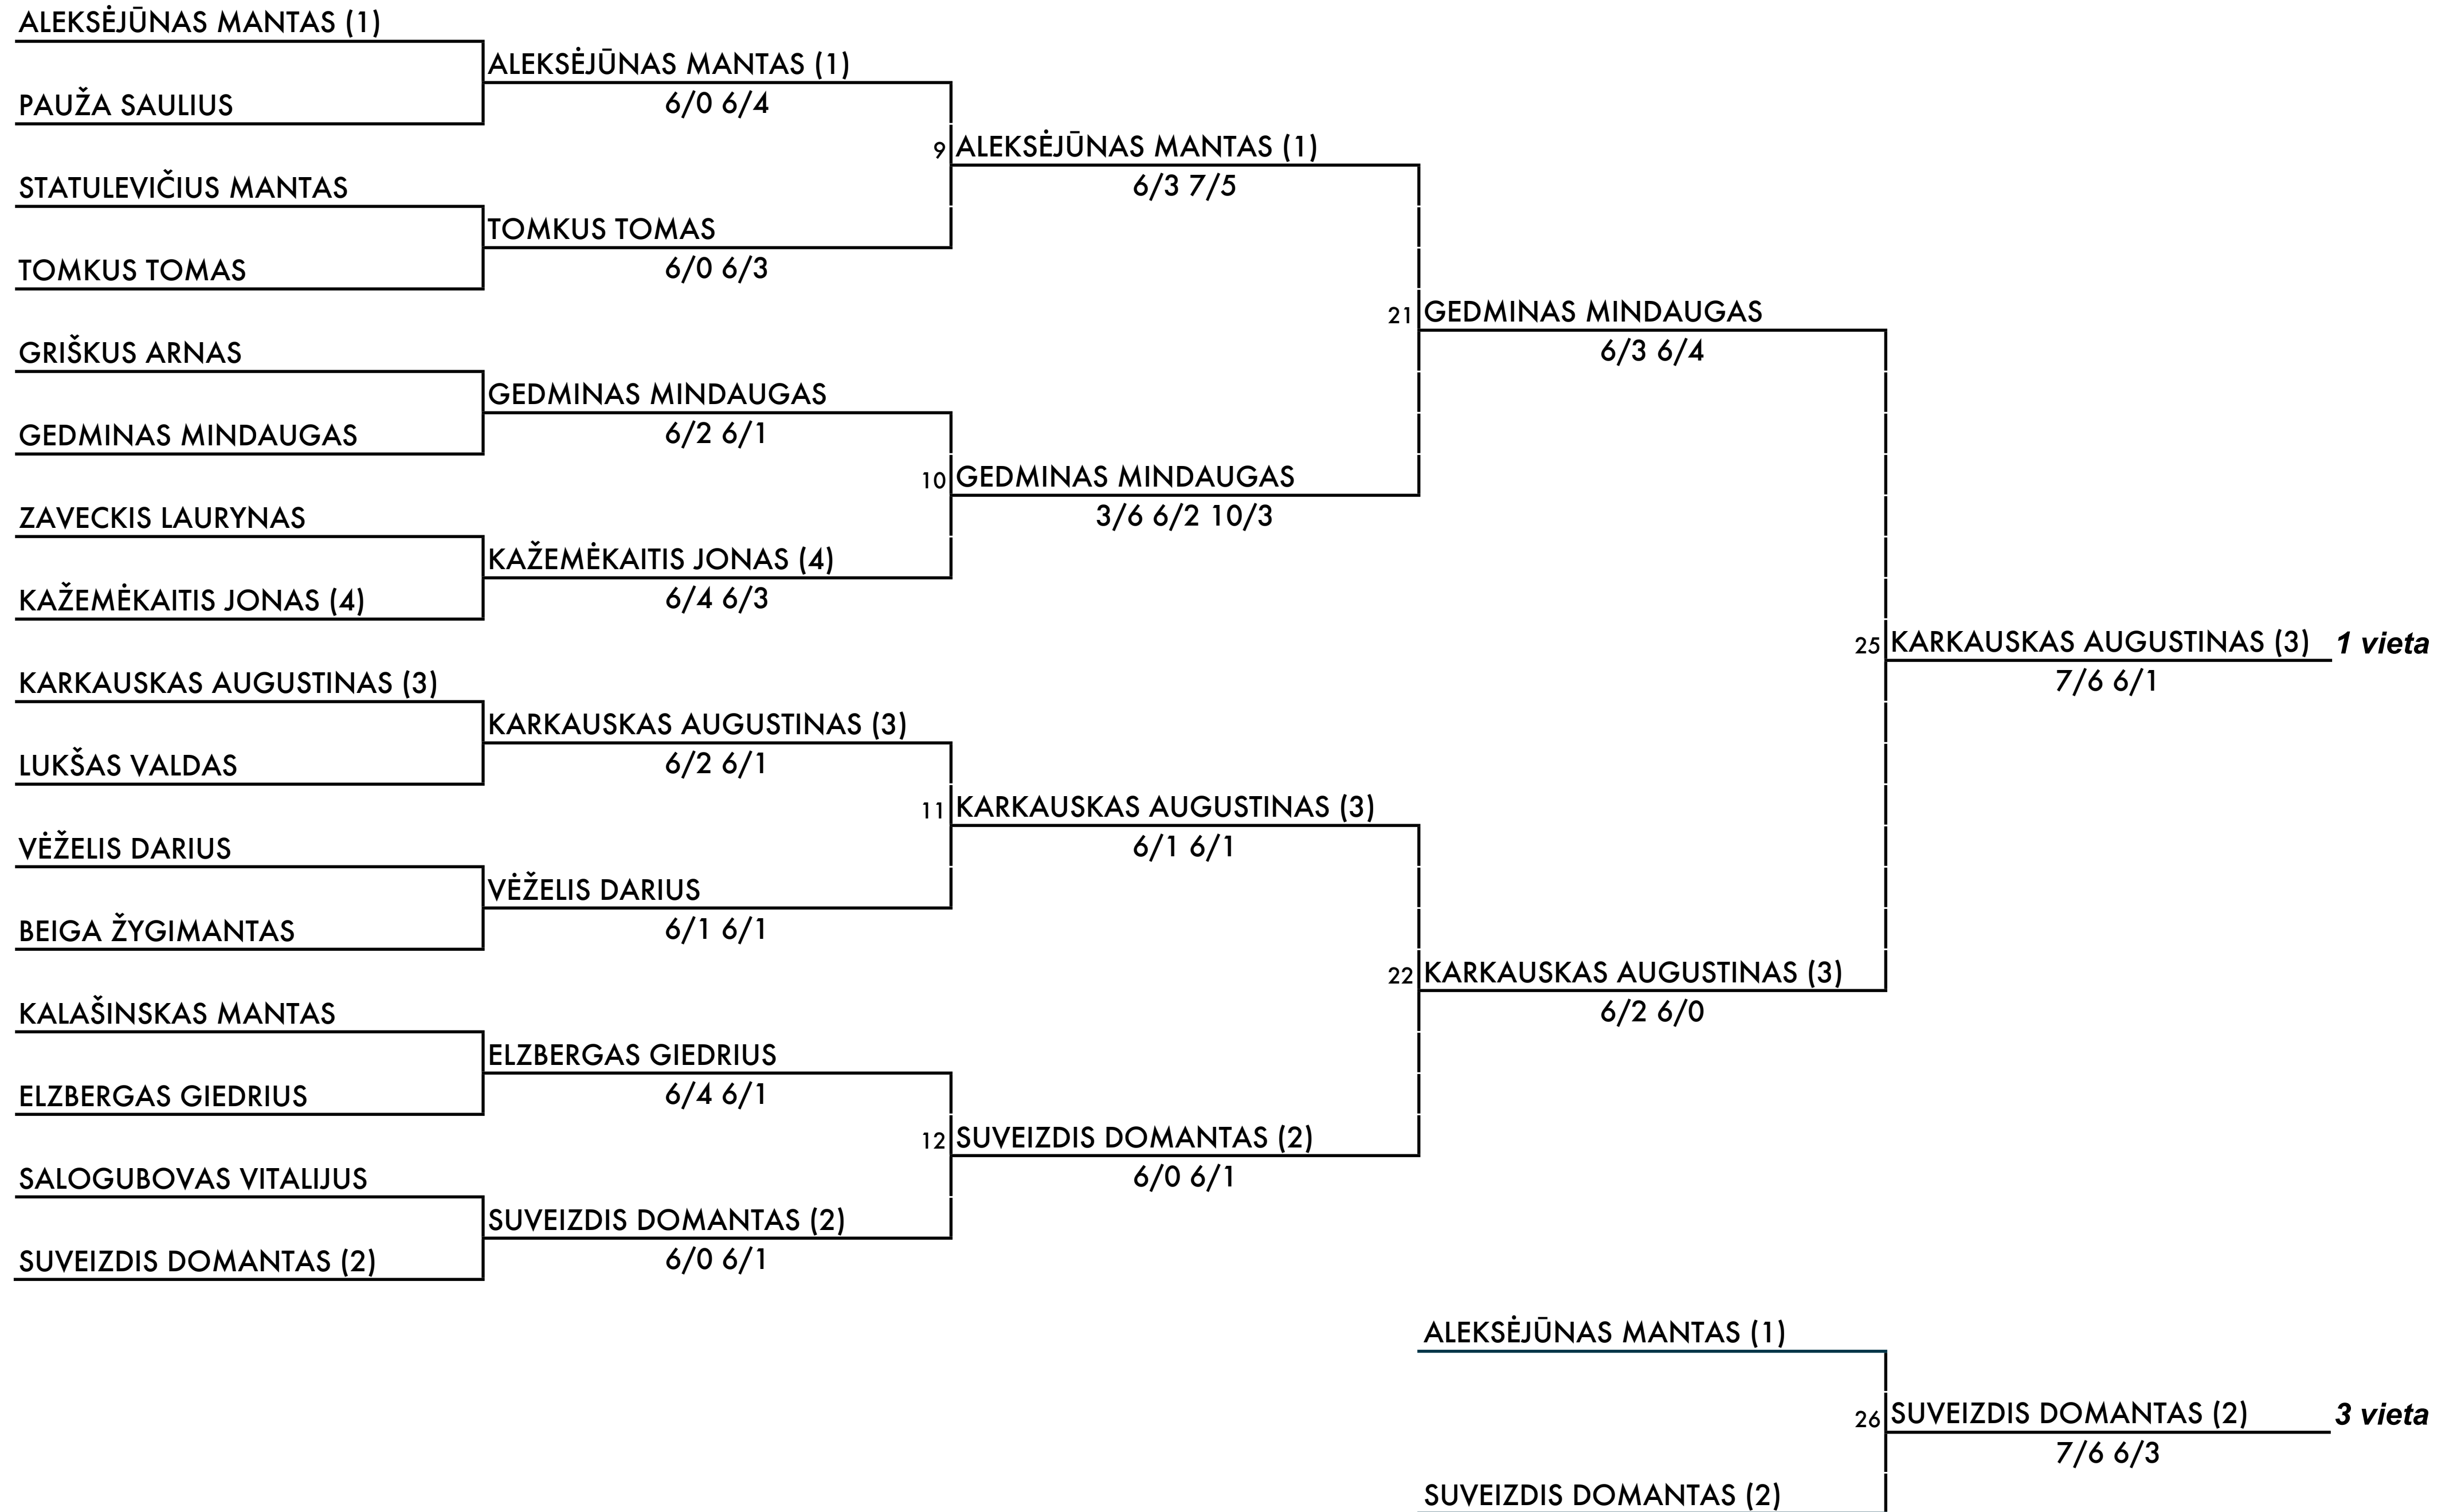 ALEKSĖJŪNAS MANTAS (1)
ALEKSĖJŪNAS MANTAS (1)
PAUŽA SAULIUS
6/0 6/4
9 ALEKSĖJŪNAS MANTAS (1)
STATULEVIČIUS MANTAS
6/3 7/5
TOMKUS TOMAS
TOMKUS TOMAS
6/0 6/3
21 GEDMINAS MINDAUGAS
GRIŠKUS ARNAS
6/3 6/4
GEDMINAS MINDAUGAS
GEDMINAS MINDAUGAS
6/2 6/1
10 GEDMINAS MINDAUGAS
ZAVECKIS LAURYNAS
3/6 6/2 10/3
KAŽEMĖKAITIS JONAS (4)
KAŽEMĖKAITIS JONAS (4)
6/4 6/3
25 KARKAUSKAS AUGUSTINAS (3) 1 vieta
KARKAUSKAS AUGUSTINAS (3)
7/6 6/1
KARKAUSKAS AUGUSTINAS (3)
LUKŠAS VALDAS
6/2 6/1
11 KARKAUSKAS AUGUSTINAS (3)
VĖŽELIS DARIUS
6/1 6/1
VĖŽELIS DARIUS
BEIGA ŽYGIMANTAS
6/1 6/1
22 KARKAUSKAS AUGUSTINAS (3)
KALAŠINSKAS MANTAS
6/2 6/0
ELZBERGAS GIEDRIUS
ELZBERGAS GIEDRIUS
6/4 6/1
12 SUVEIZDIS DOMANTAS (2)
SALOGUBOVAS VITALIJUS
6/0 6/1
SUVEIZDIS DOMANTAS (2)
SUVEIZDIS DOMANTAS (2)
6/0 6/1
ALEKSĖJŪNAS MANTAS (1)
26 SUVEIZDIS DOMANTAS (2) 3 vieta
7/6 6/3
SUVEIZDIS DOMANTAS (2)